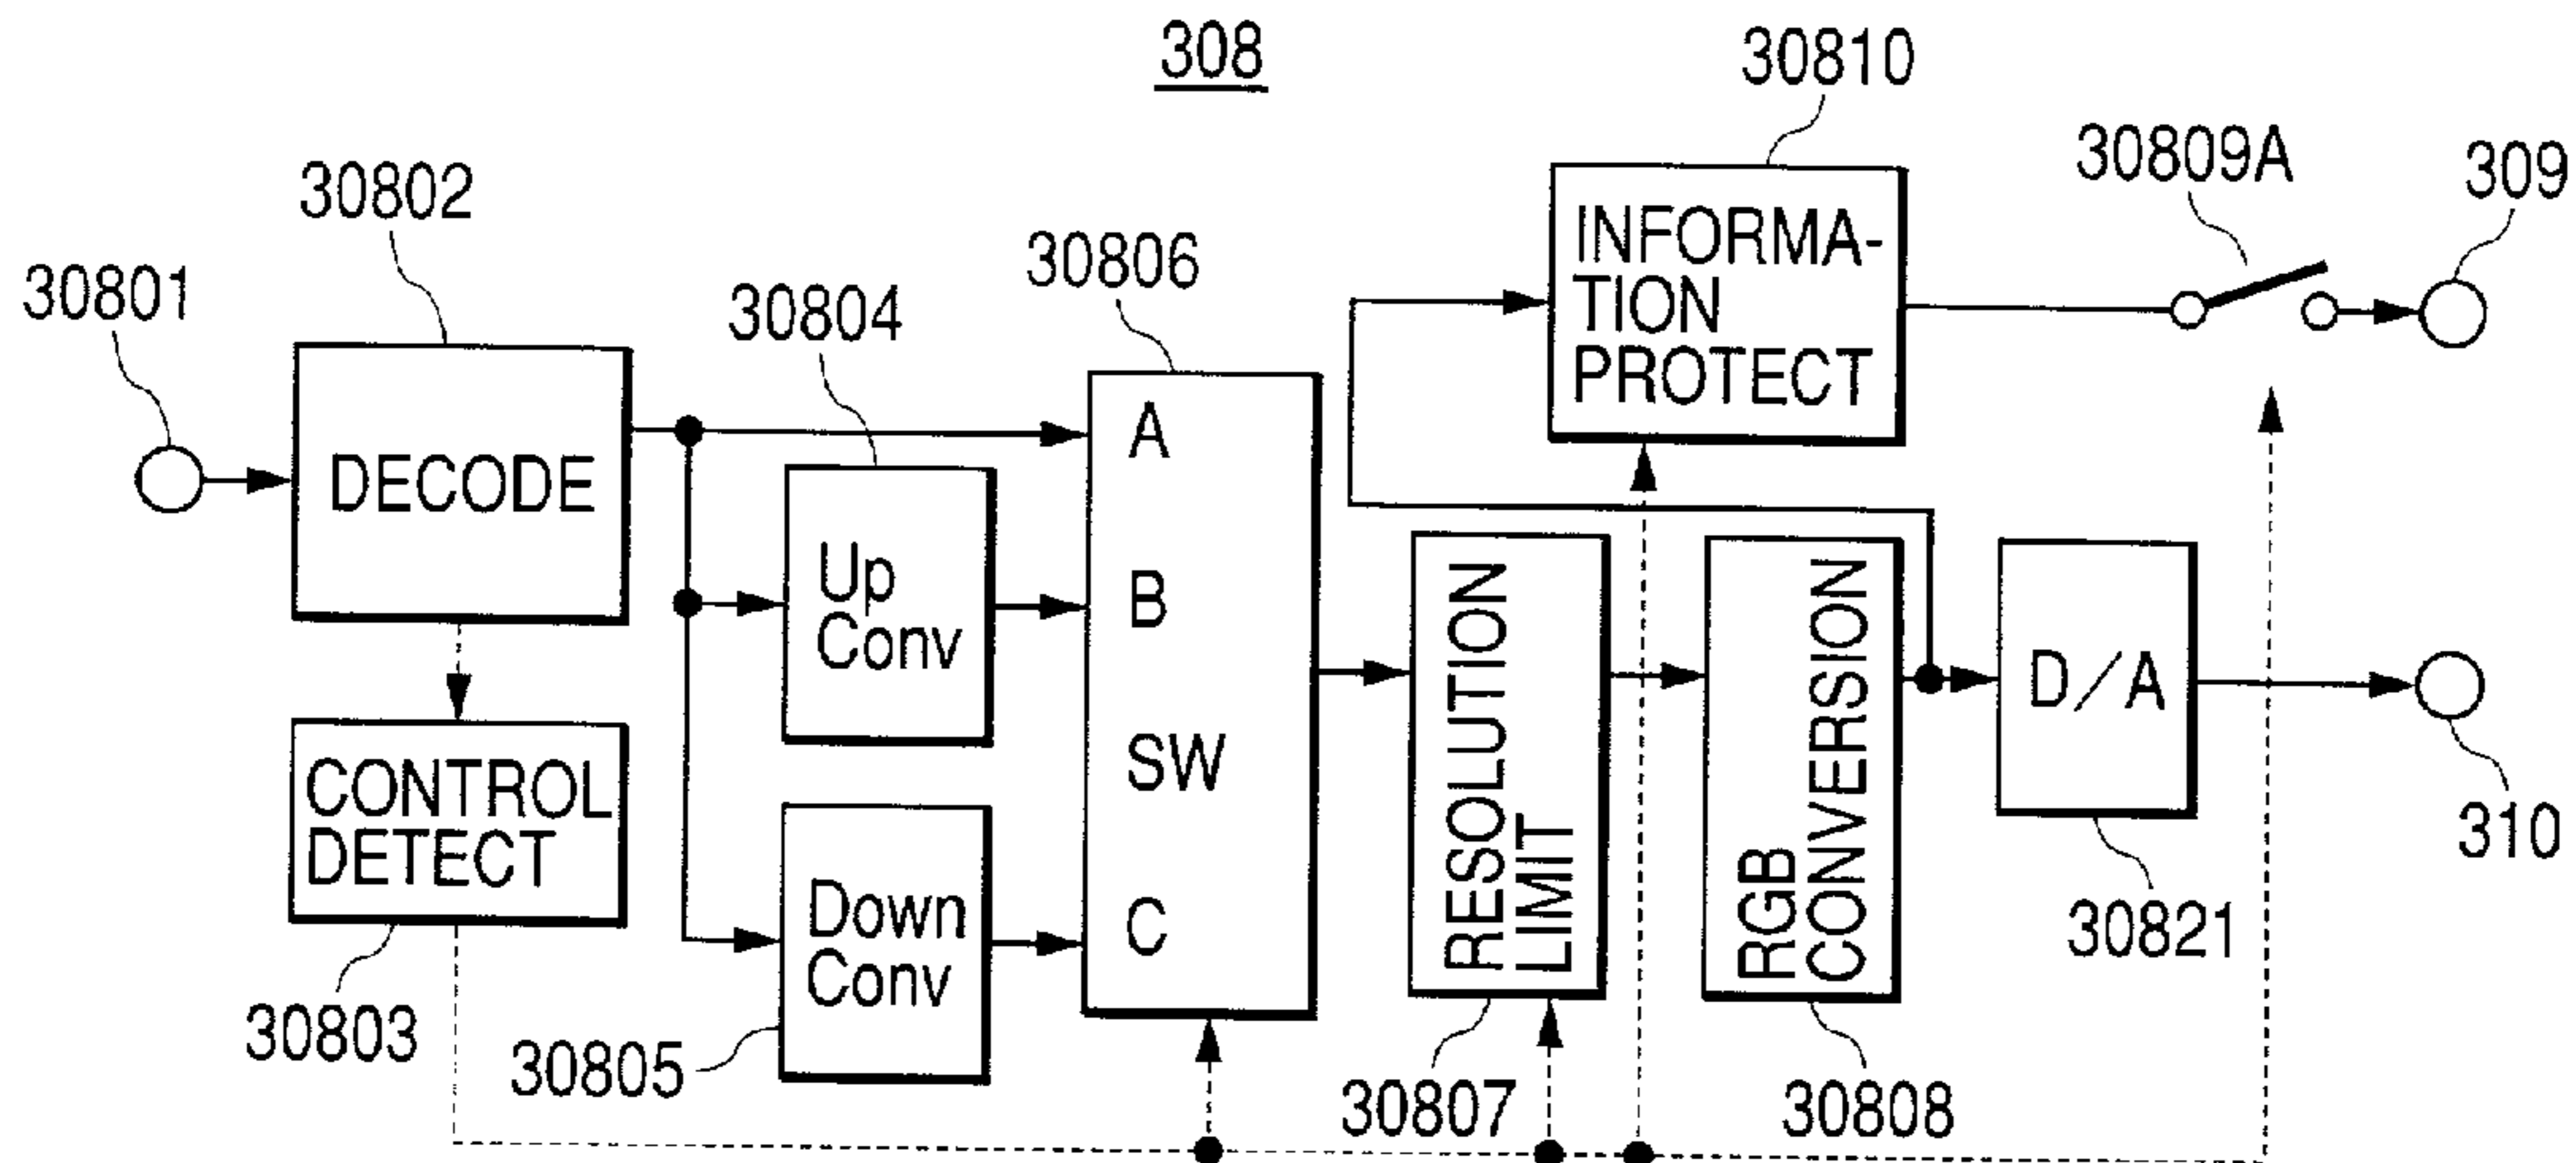 308
30810
30809A
309
30802
30806
30801
30804
DECODE
INFORMA-
TION
PROTECT
A
B
SW
C
Up
Conv
Down
Conv
CONTROL
DETECT
RESOLUTION
LIMIT
RGB
CONVERSION
D/A
310
30821
30803
30805
30807
30808